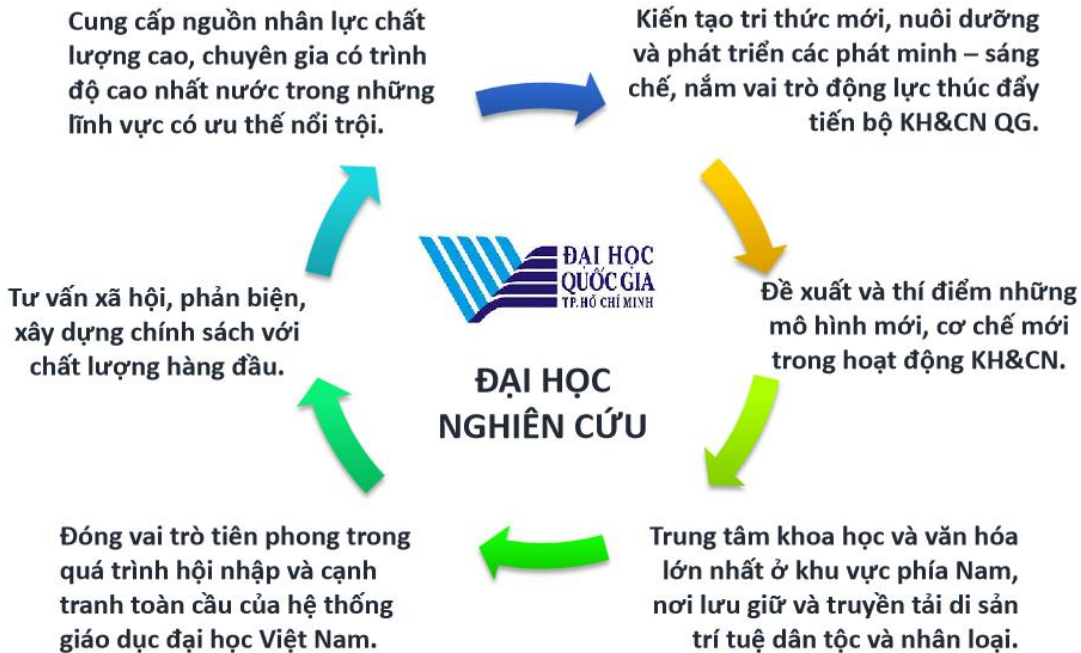 Cung cấp nguồn nhân lực chất
lượng cao, chuyên gia có trình
độ cao nhất nước trong những
lĩnh vực có ưu thế nổi trội.
Kiến tạo tri thức mới, nuôi dưỡng
và phát triển các phát minh – sáng
chế, nắm vai trò động lực thúc đẩy
tiến bộ KH&CN QG.
Đề xuất và thí điểm những
mô hình mới, cơ chế mới
trong hoạt động KH&CN.
Trung tâm khoa học và văn hóa
lớn nhất ở khu vực phía Nam,
nơi lưu giữ và truyền tải di sản
trí tuệ dân tộc và nhân loại.
Đóng vai trò tiên phong trong
quá trình hội nhập và cạnh
tranh toàn cầu của hệ thống
giáo dục đại học Việt Nam.
Tư vấn xã hội, phản biện,
xây dựng chính sách với
chất lượng hàng đầu.
ĐẠI HỌC
QUỐC GIA
TP.HỒ CHÍ MINH
ĐẠI HỌC
NGHIÊN CỨU